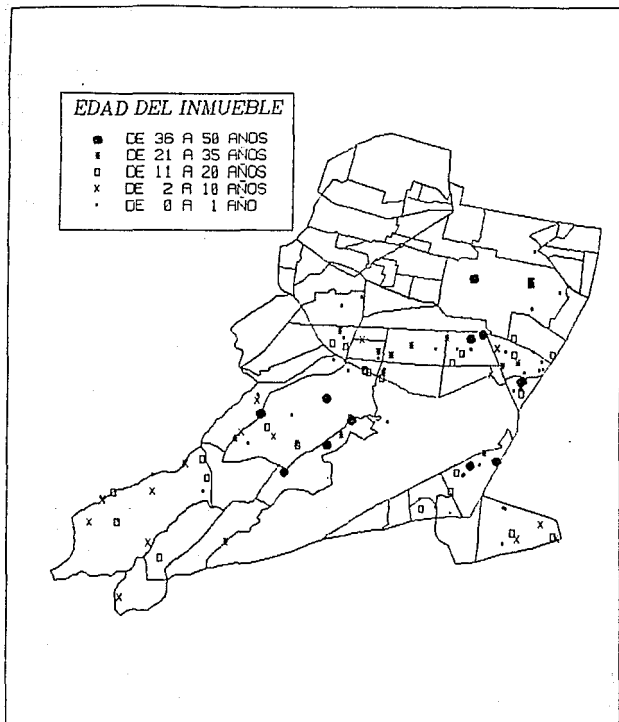 EDAD DEL INMUEBLE
DE 36 A 50 AÑOS
DE 21 A 35 AÑOS
DE 11 A 20 AÑOS
DE 2 A 10 AÑOS
DE 0 A 1 AÑO